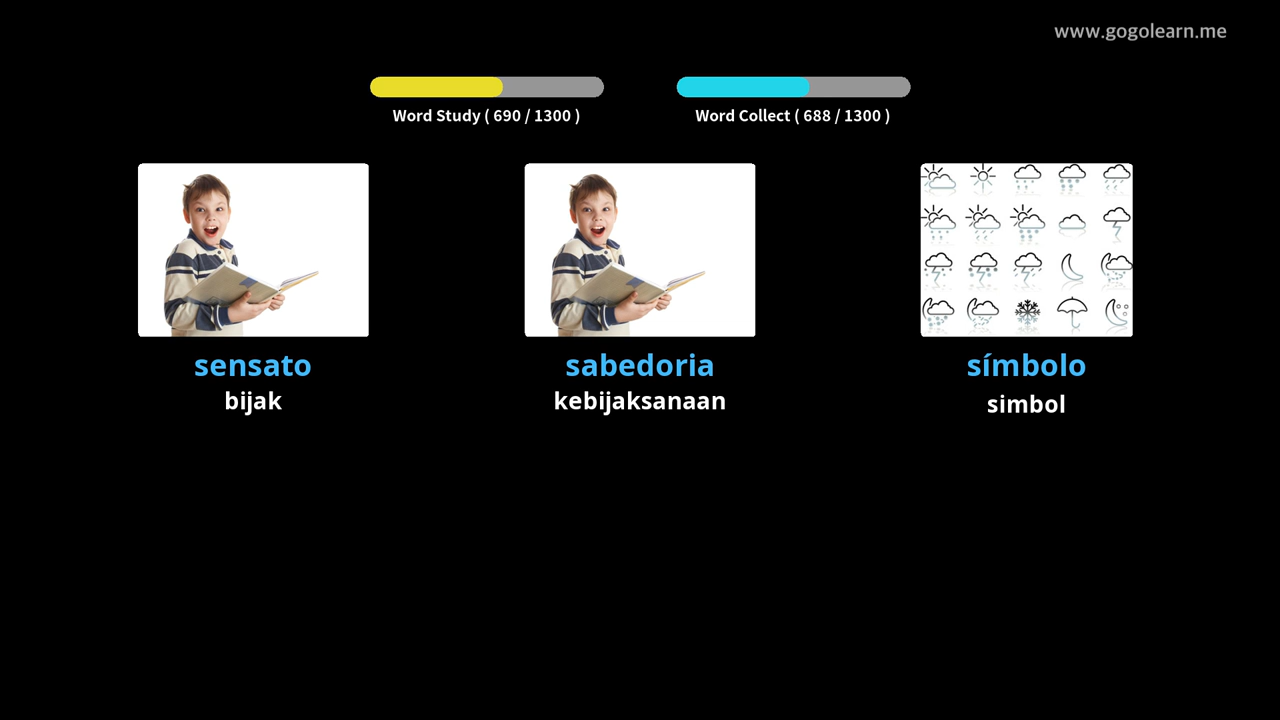 www.gogolearn.me
Word Study ( 690 / 1300 )
Word Collect ( 688 / 1300 )
sensato
bijak
sabedoria
kebijaksanaan
símbolo
simbol